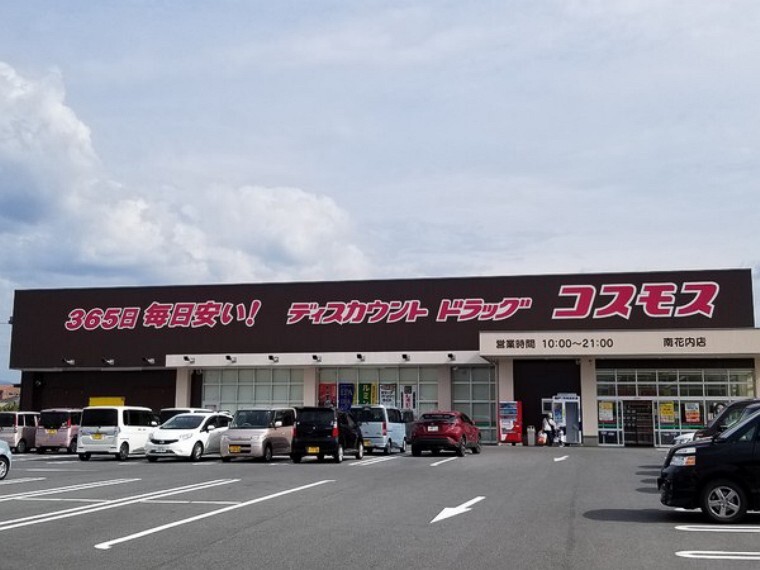 365日 毎日安い! ディスカウント ドラッグ コスモス
営業時間 10:00～21:00 南花内店